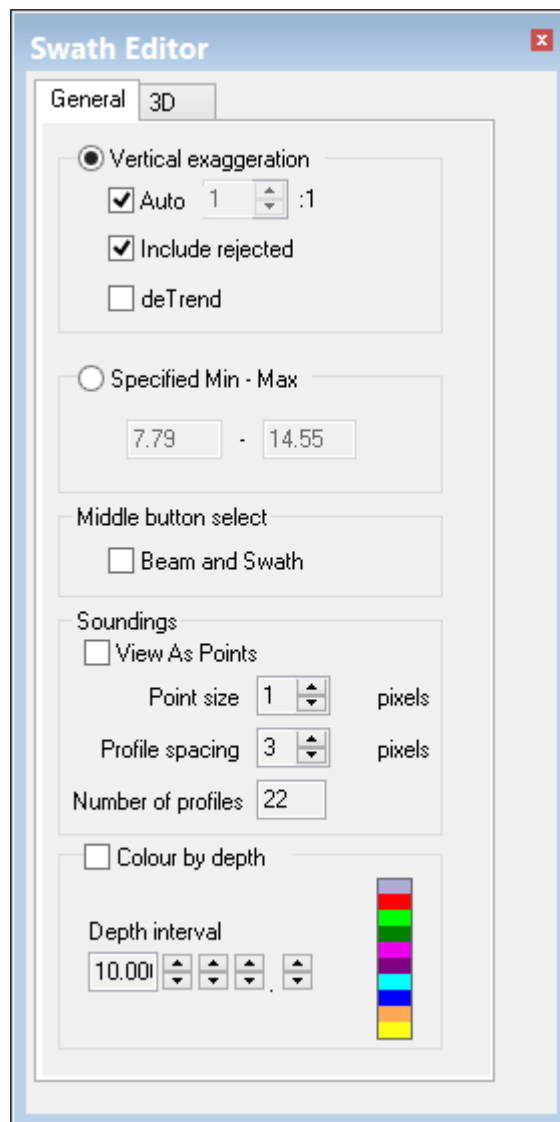 Swath Editor
General 3D
Vertical exaggeration
Auto 1 :1
Include rejected
deTrend
Specified Min - Max
7.79 - 14.55
Middle button select
Beam and Swath
Soundings
View As Points
Point size 1 pixels
Profile spacing 3 pixels
Number of profiles 22
Colour by depth
Depth interval
10.00 .